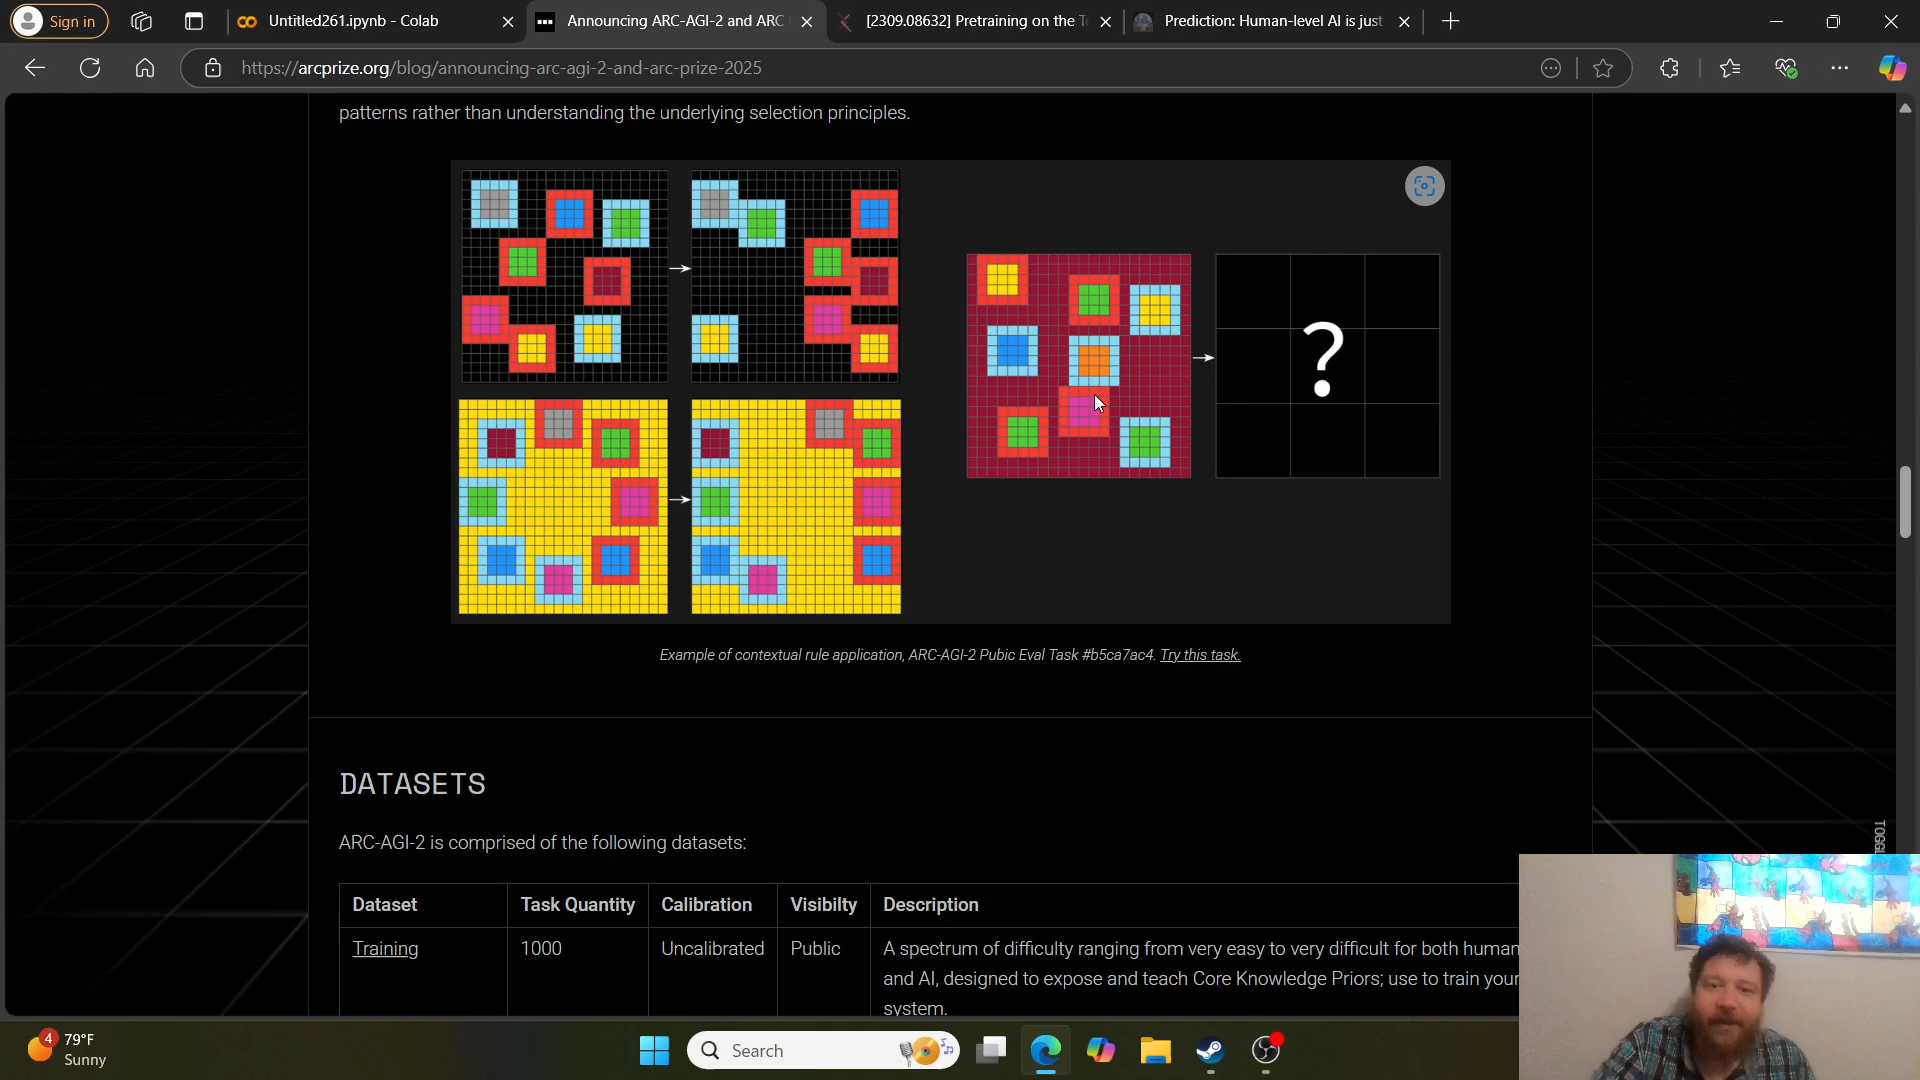 Sign in
Untitled261.ipynb - Colab
Announcing ARC-AGI-2 and ARC
[2309.08632] Pretraining on the Te
Prediction: Human-level AI is just
https://arcprize.org/blog/announcing-arc-agi-2-and-arc-prize-2025
patterns rather than understanding the underlying selection principles.
?
Example of contextual rule application, ARC-AGI-2 Pubic Eval Task #b5ca7ac4. Try this task.
DATASETS
ARC-AGI-2 is comprised of the following datasets:
Dataset Task Quantity Calibration Visibilty Description
Training 1000 Uncalibrated Public A spectrum of difficulty ranging from very easy to very difficult for both human
and AI, designed to expose and teach Core Knowledge Priors; use to train your
system.
4
79°F
Sunny
Search